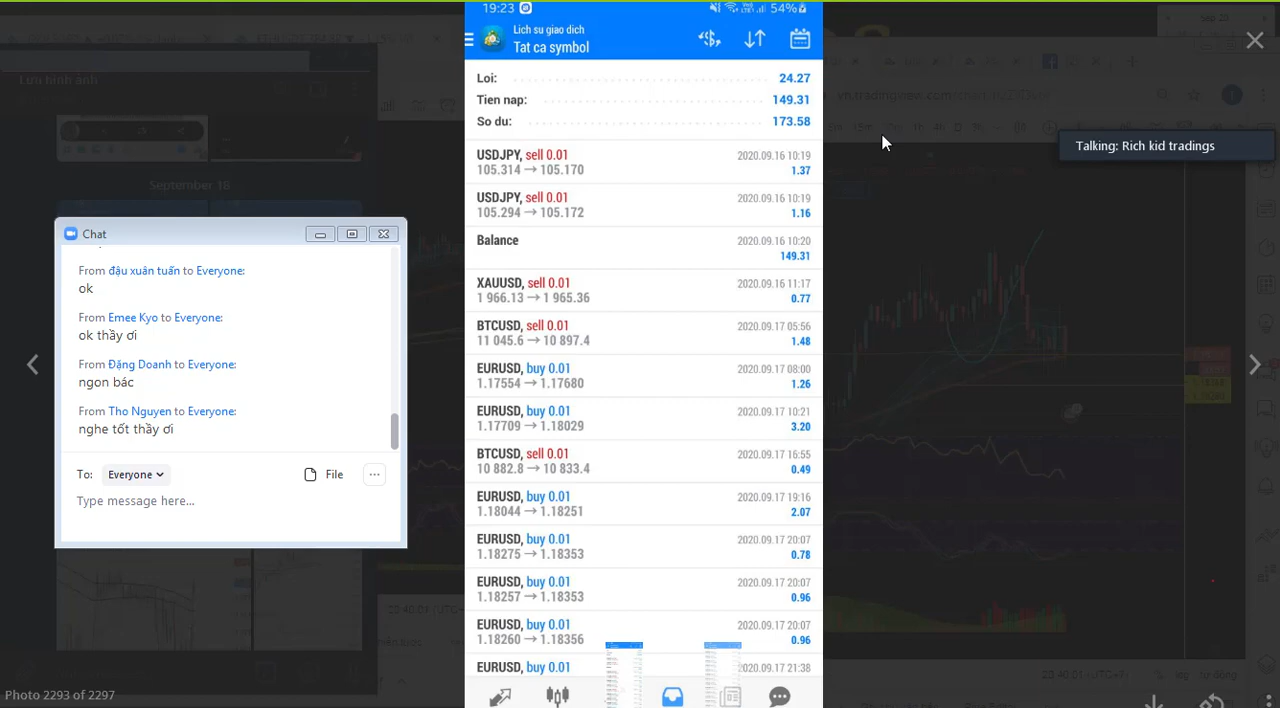 19:23
54%
Lich su giao dich
Tat ca symbol
Loi: 24.27
Tien nap: 149.31
So du: 173.58
USDJPY, sell 0.01 2020.09.16 10:19
105.314 → 105.170 1.37
USDJPY, sell 0.01 2020.09.16 10:19
105.294 → 105.172 1.16
Balance 2020.09.16 10:20
149.31
XAUUSD, sell 0.01 2020.09.16 11:17
1 966.13 → 1 965.36 0.77
BTCUSD, sell 0.01 2020.09.17 05:56
11 045.6 → 10 897.4 1.48
EURUSD, buy 0.01 2020.09.17 08:00
1.17554 → 1.17680 1.26
EURUSD, buy 0.01 2020.09.17 10:21
1.17709 → 1.18029 3.20
BTCUSD, sell 0.01 2020.09.17 16:55
10 882.8 → 10 833.4 0.49
EURUSD, buy 0.01 2020.09.17 19:16
1.18044 → 1.18251 2.07
EURUSD, buy 0.01 2020.09.17 20:07
1.18275 → 1.18353 0.78
EURUSD, buy 0.01 2020.09.17 20:07
1.18257 → 1.18353 0.96
EURUSD, buy 0.01 2020.09.17 20:07
1.18260 → 1.18356 0.96
EURUSD, buy 0.01 2020.09.17 21:38
Lưu hình ảnh
September 18
Chat
From đậu xuân tuấn to Everyone:
ok
From Emee Kyo to Everyone:
ok thầy ơi
From Đặng Doanh to Everyone:
ngon bác
From Tho Nguyen to Everyone:
nghe tốt thầy ơi
To: Everyone File
Type message here...
Photo 2293 of 2297
Sep 20
Talking: Rich kid tradings